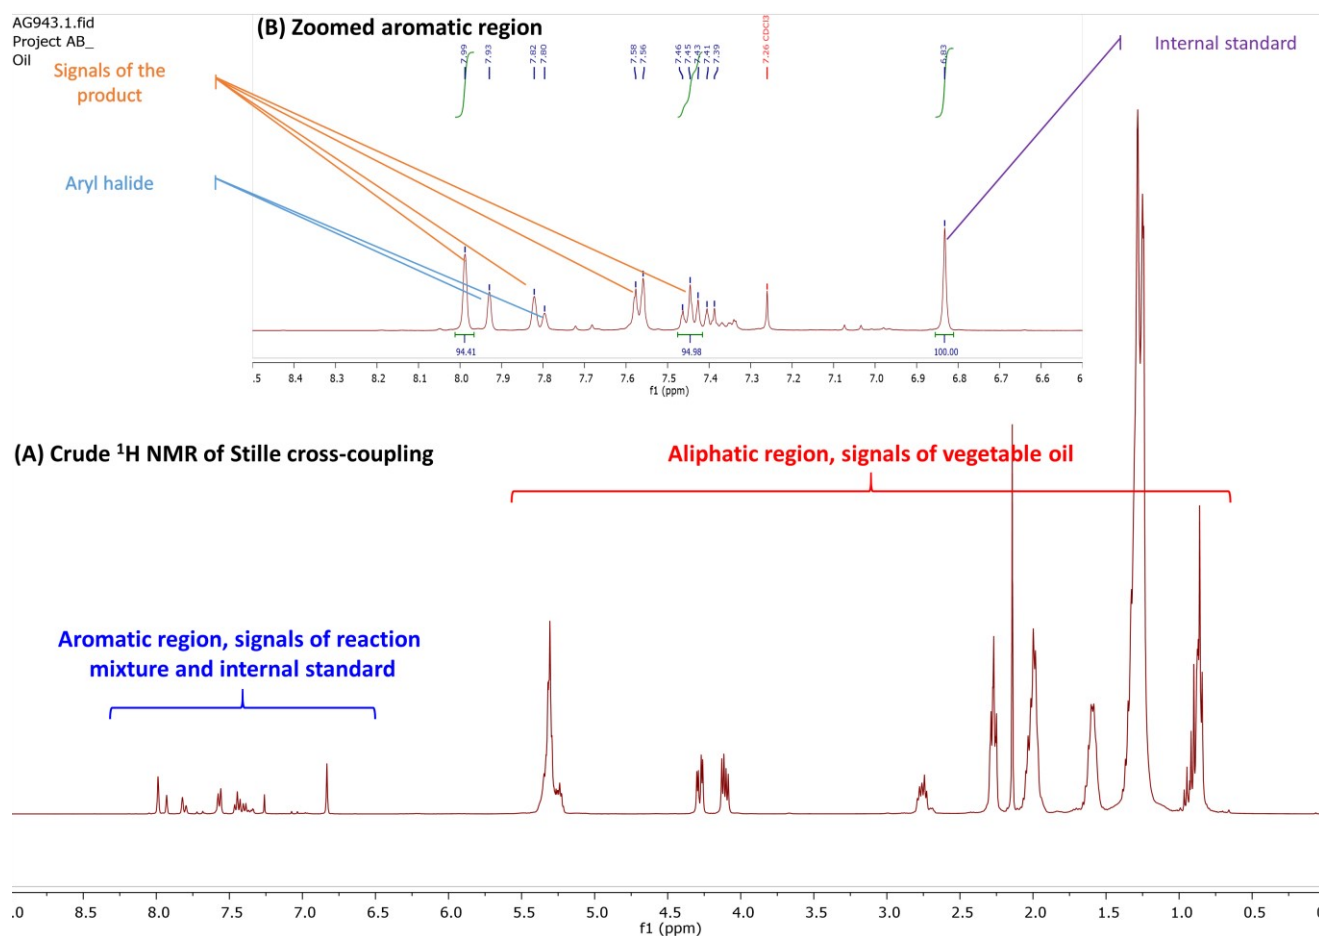 AG943.1.fid
Project AB_
Oil
(B) Zoomed aromatic region
7.99
7.93
7.82
7.80
7.58
7.56
7.46
7.45
7.43
7.41
7.39
7.26 CDCl3
6.83
Internal standard
Signals of the
product
Aryl halide
94.41
94.98
100.00
.5 8.4 8.3 8.2 8.1 8.0 7.9 7.8 7.7 7.6 7.5 7.4 7.3 7.2 7.1 7.0 6.9 6.8 6.7 6.6 6
f1 (ppm)
(A) Crude ¹H NMR of Stille cross-coupling
Aliphatic region, signals of vegetable oil
Aromatic region, signals of reaction
mixture and internal standard
.0 8.5 8.0 7.5 7.0 6.5 6.0 5.5 5.0 4.5 4.0 3.5 3.0 2.5 2.0 1.5 1.0 0.5 0
f1 (ppm)